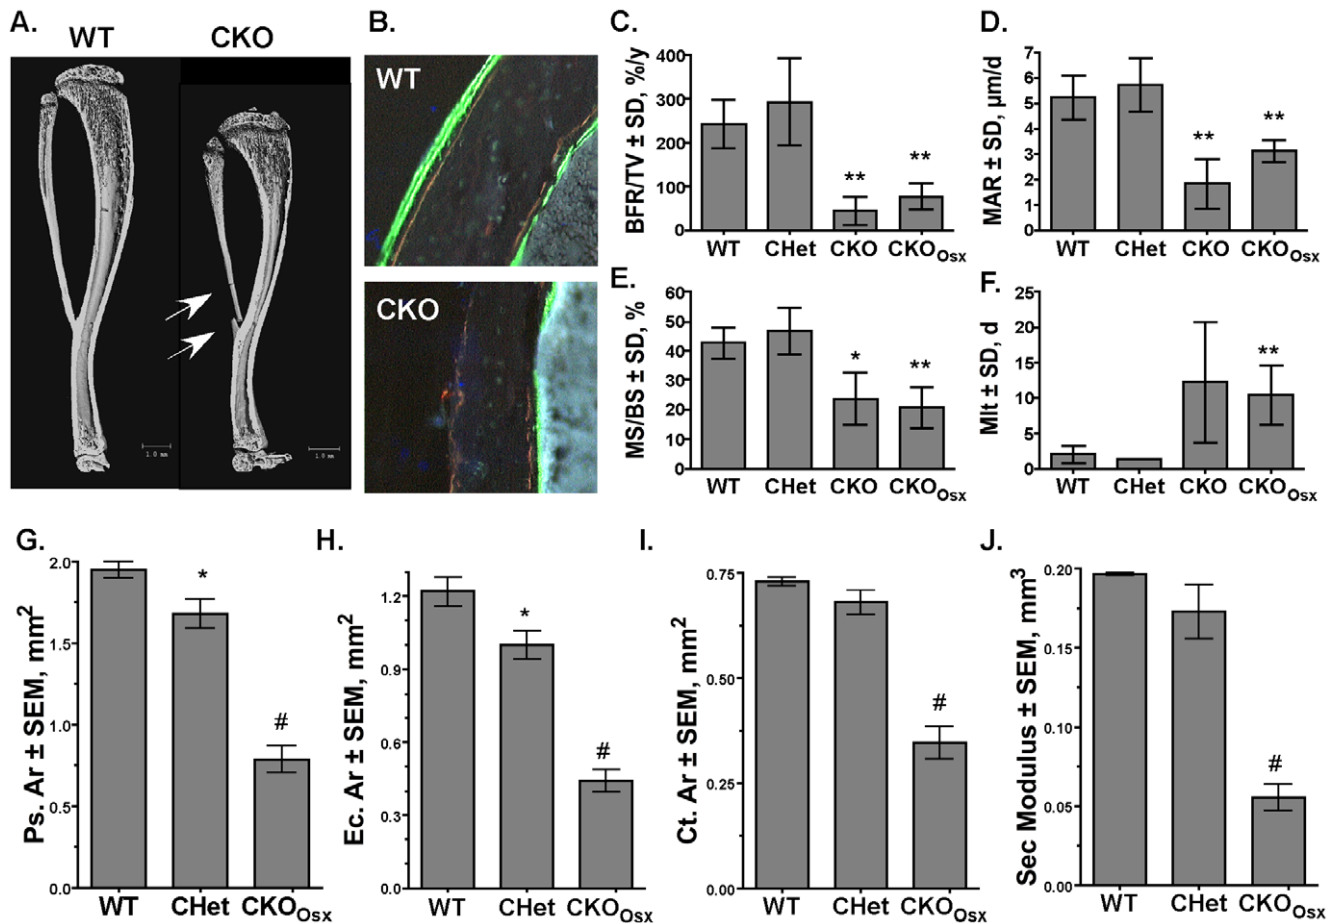 A.
WT CKO
1.0 mm
1.0 mm
B.
WT
CKO
C.
BFR/TV ± SD, %/y
400
300
200
100
0
**
**
WT CHet CKO CKOOsx
D.
MAR ± SD, µm/d
7
6
5
4
3
2
1
0
**
**
WT CHet CKO CKOOsx
E.
MS/BS ± SD, %
60
50
40
30
20
10
0
*
**
WT CHet CKO CKOOsx
F.
Mlt ± SD, d
25
20
15
10
5
0
**
WT CHet CKO CKOOsx
G.
Ps. Ar ± SEM, mm2
2.0
1.5
1.0
0.5
0.0
*
#
WT CHet CKOOsx
H.
Ec. Ar ± SEM, mm2
1.2
0.9
0.6
0.3
0.0
*
#
WT CHet CKOOsx
I.
Ct. Ar ± SEM, mm2
0.75
0.50
0.25
0.00
#
WT CHet CKOOsx
J.
Sec Modulus ± SEM, mm3
0.20
0.15
0.10
0.05
0.00
#
WT CHet CKOOsx